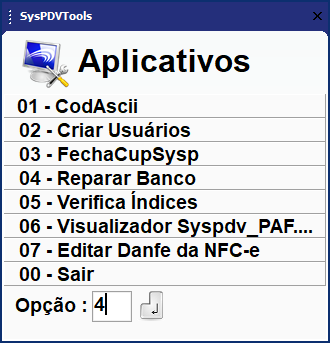 SysPDVTools
Aplicativos
01 - CodAscii
02 - Criar Usuários
03 - FechaCupSysp
04 - Reparar Banco
05 - Verifica Índices
06 - Visualizador Syspdv_PAF....
07 - Editar Danfe da NFC-e
00 - Sair
Opção : 4